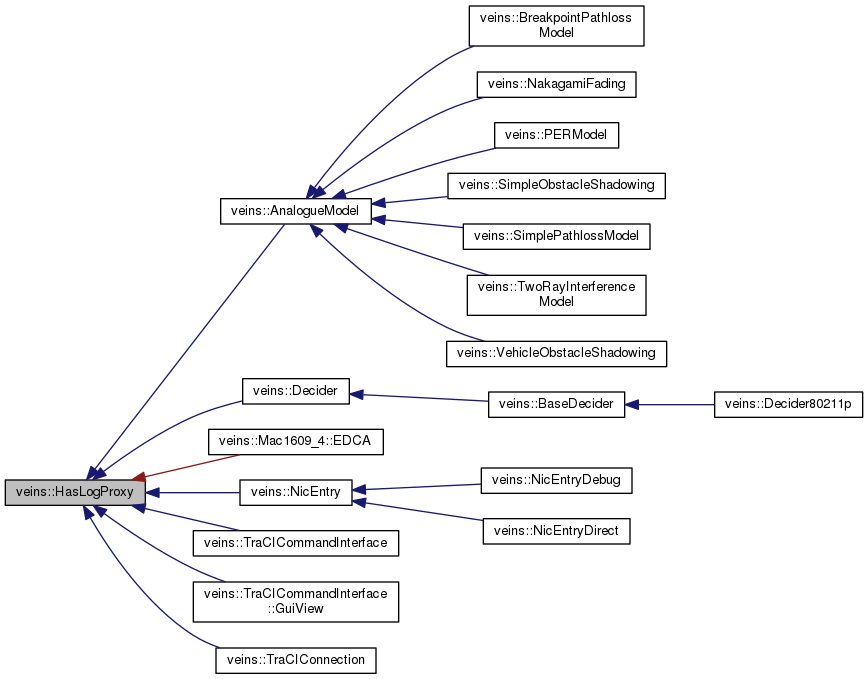 veins::BreakpointPathloss
Model
veins::NakagamiFading
veins::PERModel
veins::SimpleObstacleShadowing
veins::AnalogueModel
veins::SimplePathlossModel
veins::TwoRayInterference
Model
veins::VehicleObstacleShadowing
veins::Decider
veins::BaseDecider
veins::Decider80211p
veins::Mac1609_4::EDCA
veins::HasLogProxy
veins::NicEntry
veins::NicEntryDebug
veins::NicEntryDirect
veins::TraCICommandInterface
veins::TraCICommandInterface
::GuiView
veins::TraCIConnection